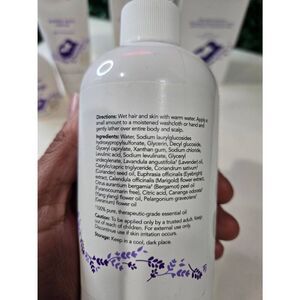 Directions: Wet hair and skin with warm water. Apply a
small amount to a moistened washcloth or hand and
gently lather over entire body and scalp.
Ingredients: Water, Sodium laurylglucosides
hydroxypropylsulfonate, Glycerin, Decyl glucoside,
Glyceryl caprylate, Xanthan gum, Sodium chloride,
Levulinic acid, Sodium levulinate, Glyceryl
undecylenate, Lavandula angustifolia† (Lavender) oil,
Caprylic/capric triglyceride, Coriandrum sativum†
(Coriander) seed oil, Euphrasia officinalis (Eyebright)
extract, Calendula officinalis (Marigold) flower extract,
Citrus aurantium bergamia† (Bergamot) peel oil
(Furanocoumarin-free), Citric acid, Cananga odorata†
(Ylang ylang) flower oil, Pelargonium graveolens†
(Geranium) flower oil
†100% pure, therapeutic-grade essential oil
Caution: To be applied only by a trusted adult. Keep
out of reach of children. For external use only.
Discontinue use if skin irritation occurs.
Storage: Keep in a cool, dark place.